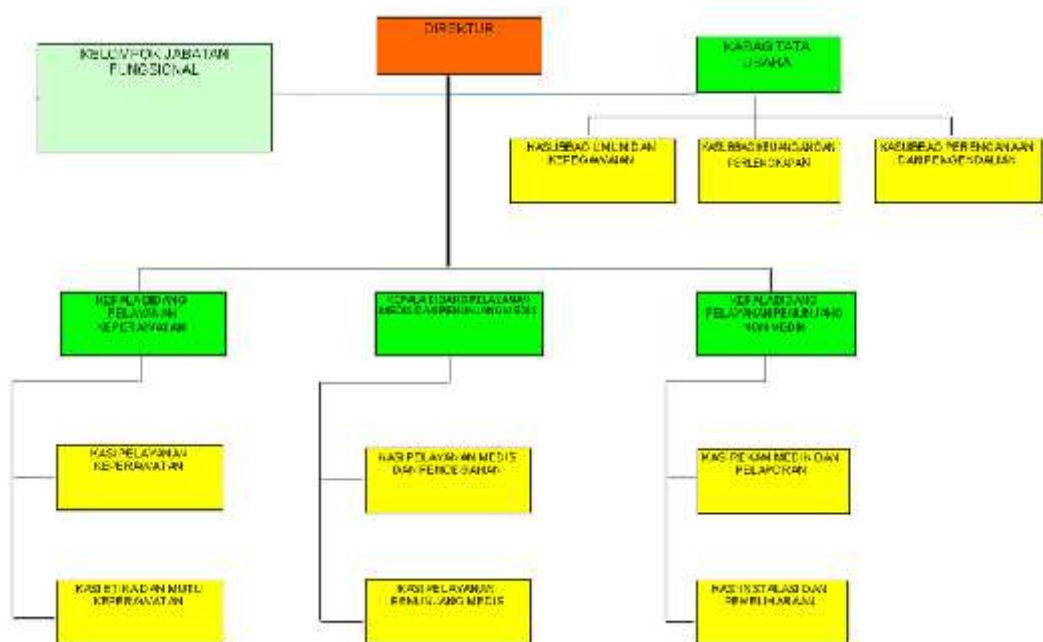 DIREKTUR
KELOMPOK JABATAN
FUNGSIONAL
KABAG TATA
USAHA
KASUBBAG UMUM DAN
KEPEGAWAIAN
KASUBBAG KEUANGAN DAN
PERLENGKAPAN
KASUBBAG PERENCANAAN
DAN PENGENDALIAN
KEPALA BIDANG
PELAYANAN
KEPERAWATAN
KEPALA BIDANG PELAYANAN
MEDIS DAN PENUNJANG MEDIS
KEPALA BIDANG
PELAYANAN PENUNJANG
NON MEDIK
KASI PELAYANAN
KEPERAWATAN
KASI PELAYANAN MEDIS
DAN PENCEGAHAN
KASI REKAM MEDIK DAN
PELAPORAN
KASI ETIKA DAN MUTU
KEPERAWATAN
KASI PELAYANAN
PENUNJANG MEDIS
KASI INSTALASI DAN
PEMELIHARAAN